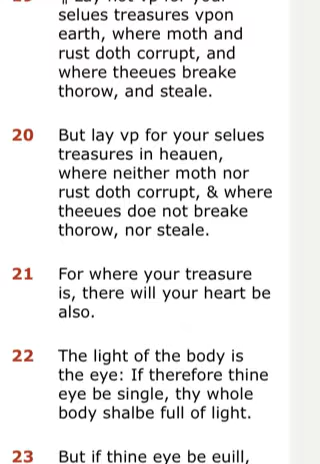 selues treasures vpon
earth, where moth and
rust doth corrupt, and
where theeues breake
thorow, and steale.
20 But lay vp for your selues
treasures in heauen,
where neither moth nor
rust doth corrupt, & where
theeues doe not breake
thorow, nor steale.
21 For where your treasure
is, there will your heart be
also.
22 The light of the body is
the eye: If therefore thine
eye be single, thy whole
body shalbe full of light.
23 But if thine eye be euill,